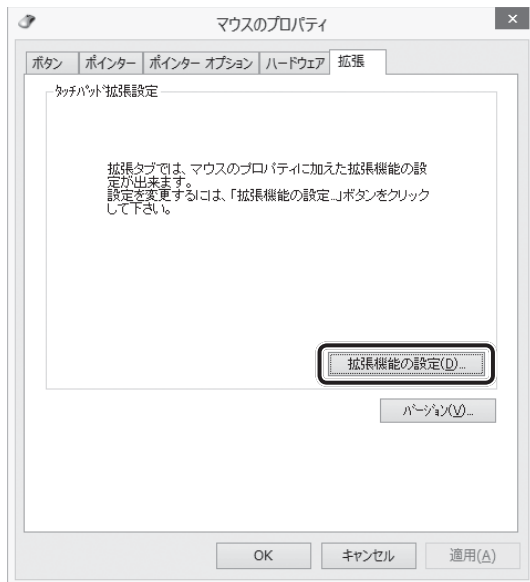 マウスのプロパティ
ボタン ポインター ポインター オプション ハードウェア 拡張
ﾀｯﾁﾊﾟｯﾄﾞ拡張設定
拡張タブでは、マウスのプロパティに加えた拡張機能の設
定が出来ます。
設定を変更するには、「拡張機能の設定...」ボタンをクリック
して下さい。
拡張機能の設定(D)...
ﾊﾞｰｼﾞｮﾝ(V)...
OK キャンセル 適用(A)